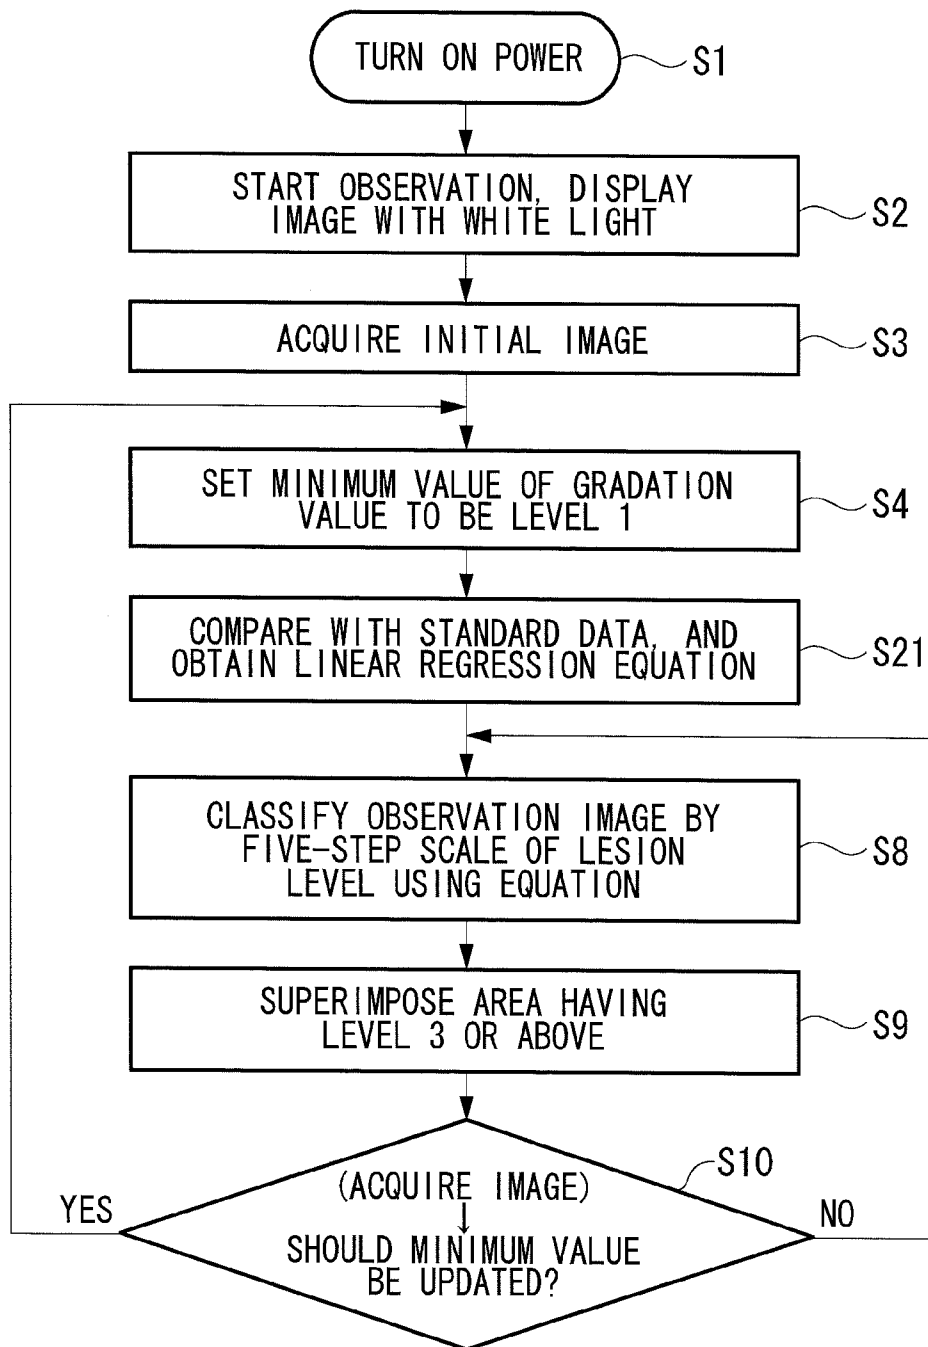 TURN ON POWER
S1
START OBSERVATION, DISPLAY
IMAGE WITH WHITE LIGHT
S2
ACQUIRE INITIAL IMAGE
S3
SET MINIMUM VALUE OF GRADATION
VALUE TO BE LEVEL 1
S4
COMPARE WITH STANDARD DATA, AND
OBTAIN LINEAR REGRESSION EQUATION
S21
CLASSIFY OBSERVATION IMAGE BY
FIVE-STEP SCALE OF LESION
LEVEL USING EQUATION
S8
SUPERIMPOSE AREA HAVING
LEVEL 3 OR ABOVE
S9
S10
(ACQUIRE IMAGE)
↓
SHOULD MINIMUM VALUE
BE UPDATED?
YES
NO